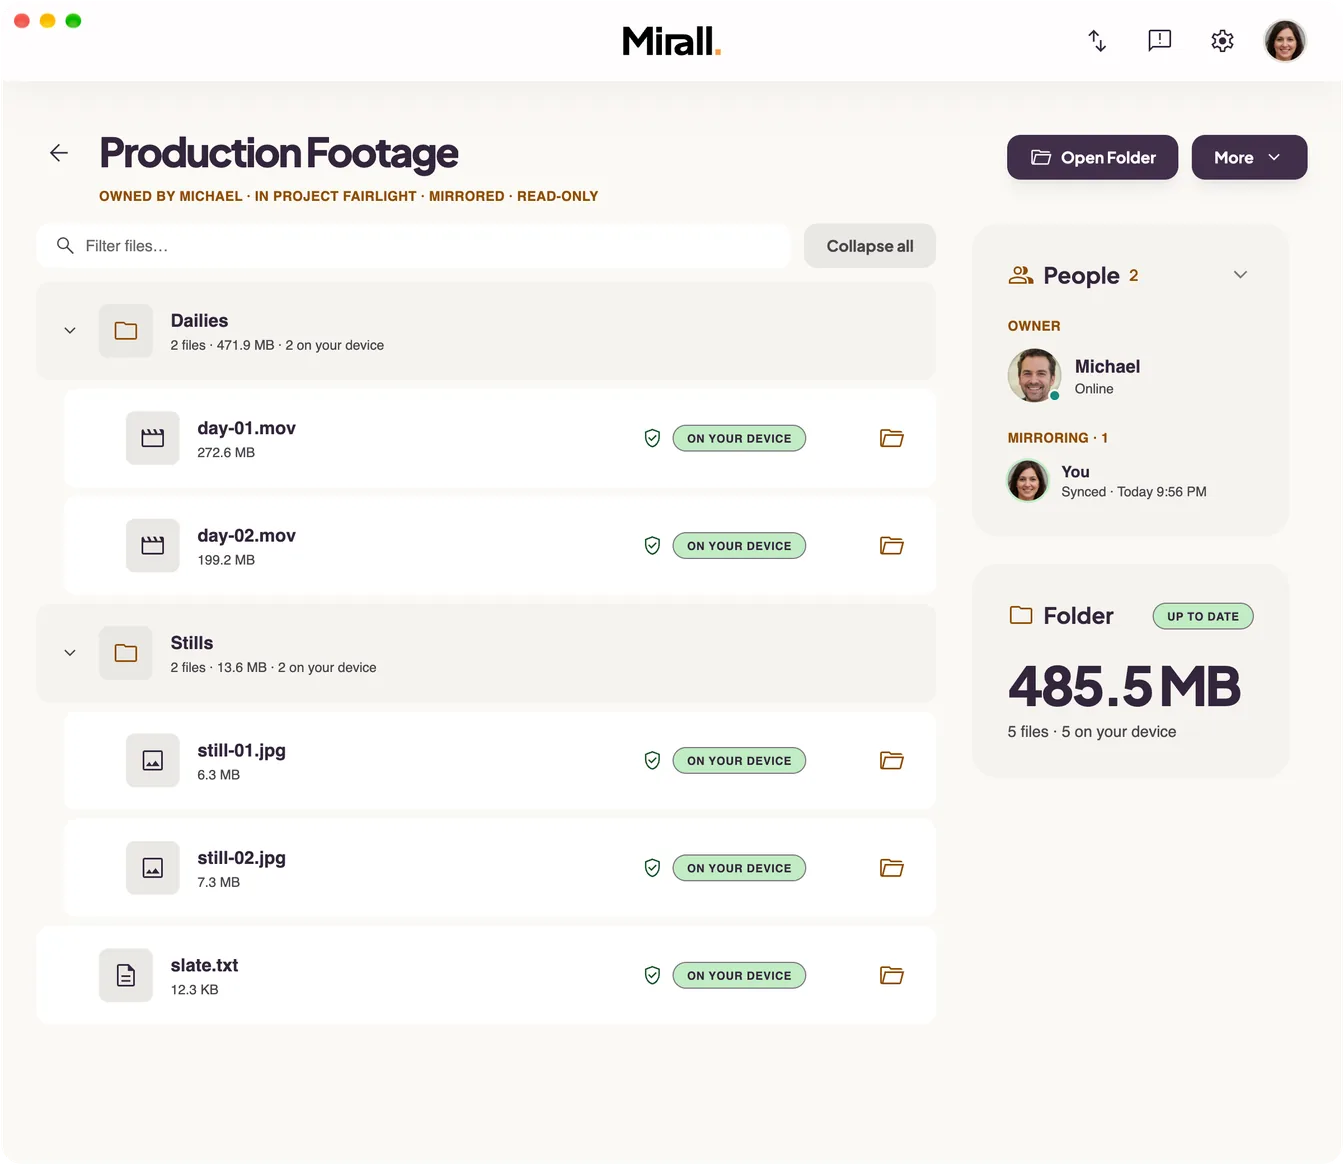 Mirall.
Production Footage
OWNED BY MICHAEL · IN PROJECT FAIRLIGHT · MIRRORED · READ-ONLY
Open Folder
More
Filter files…
Collapse all
Dailies
2 files · 471.9 MB · 2 on your device
day-01.mov
272.6 MB
ON YOUR DEVICE
day-02.mov
199.2 MB
ON YOUR DEVICE
Stills
2 files · 13.6 MB · 2 on your device
still-01.jpg
6.3 MB
ON YOUR DEVICE
still-02.jpg
7.3 MB
ON YOUR DEVICE
slate.txt
12.3 KB
ON YOUR DEVICE
People 2
OWNER
Michael
Online
MIRRORING · 1
You
Synced · Today 9:56 PM
Folder
UP TO DATE
485.5 MB
5 files · 5 on your device